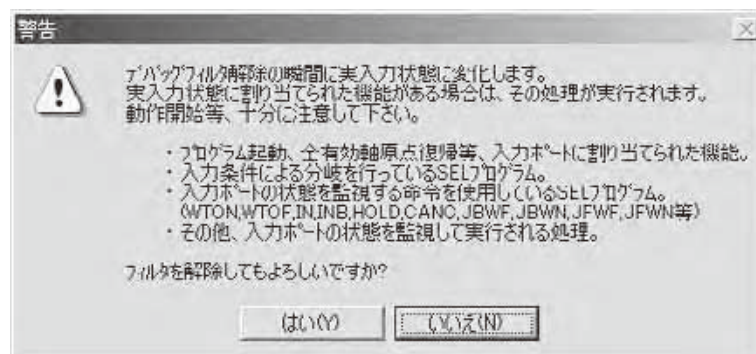 警告
ﾃﾞﾊﾞｯｸﾞﾌｨﾙﾀ解除の瞬間に実入力状態に変化します。
実入力状態に割り当てられた機能がある場合は、その処理が実行されます。
動作開始等、十分に注意して下さい。
・ﾌﾟﾛｸﾞﾗﾑ起動、全有効軸原点復帰等、入力ﾎﾟｰﾄに割り当てられた機能。
・入力条件による分岐を行っているSELﾌﾟﾛｸﾞﾗﾑ。
・入力ﾎﾟｰﾄの状態を監視する命令を使用しているSELﾌﾟﾛｸﾞﾗﾑ。
(WTON,WTOF,IN,INB,HOLD,CANC,JBWF,JBWN,JFWF,JFWN等)
・その他、入力ﾎﾟｰﾄの状態を監視して実行される処理。
ﾌｨﾙﾀを解除してもよろしいですか?
はい(Y)
いいえ(N)